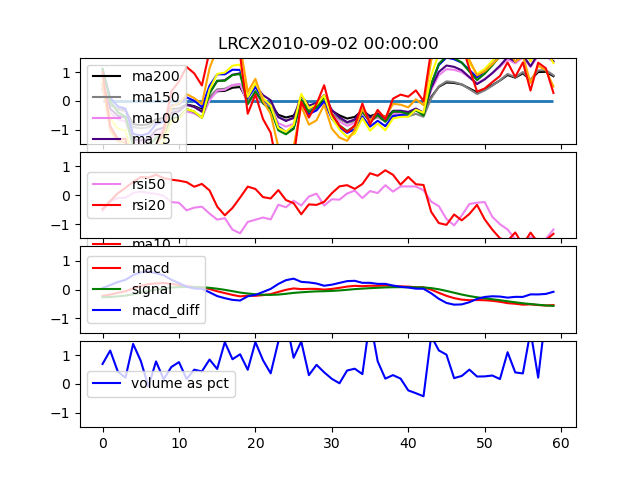 LRCX2010-09-02 00:00:00
1
0
−1
ma200
ma150
ma100
ma75
1
0
−1
rsi50
rsi20
ma10
1
0
−1
macd
signal
macd_diff
1
0
−1
volume as pct
0 10 20 30 40 50 60